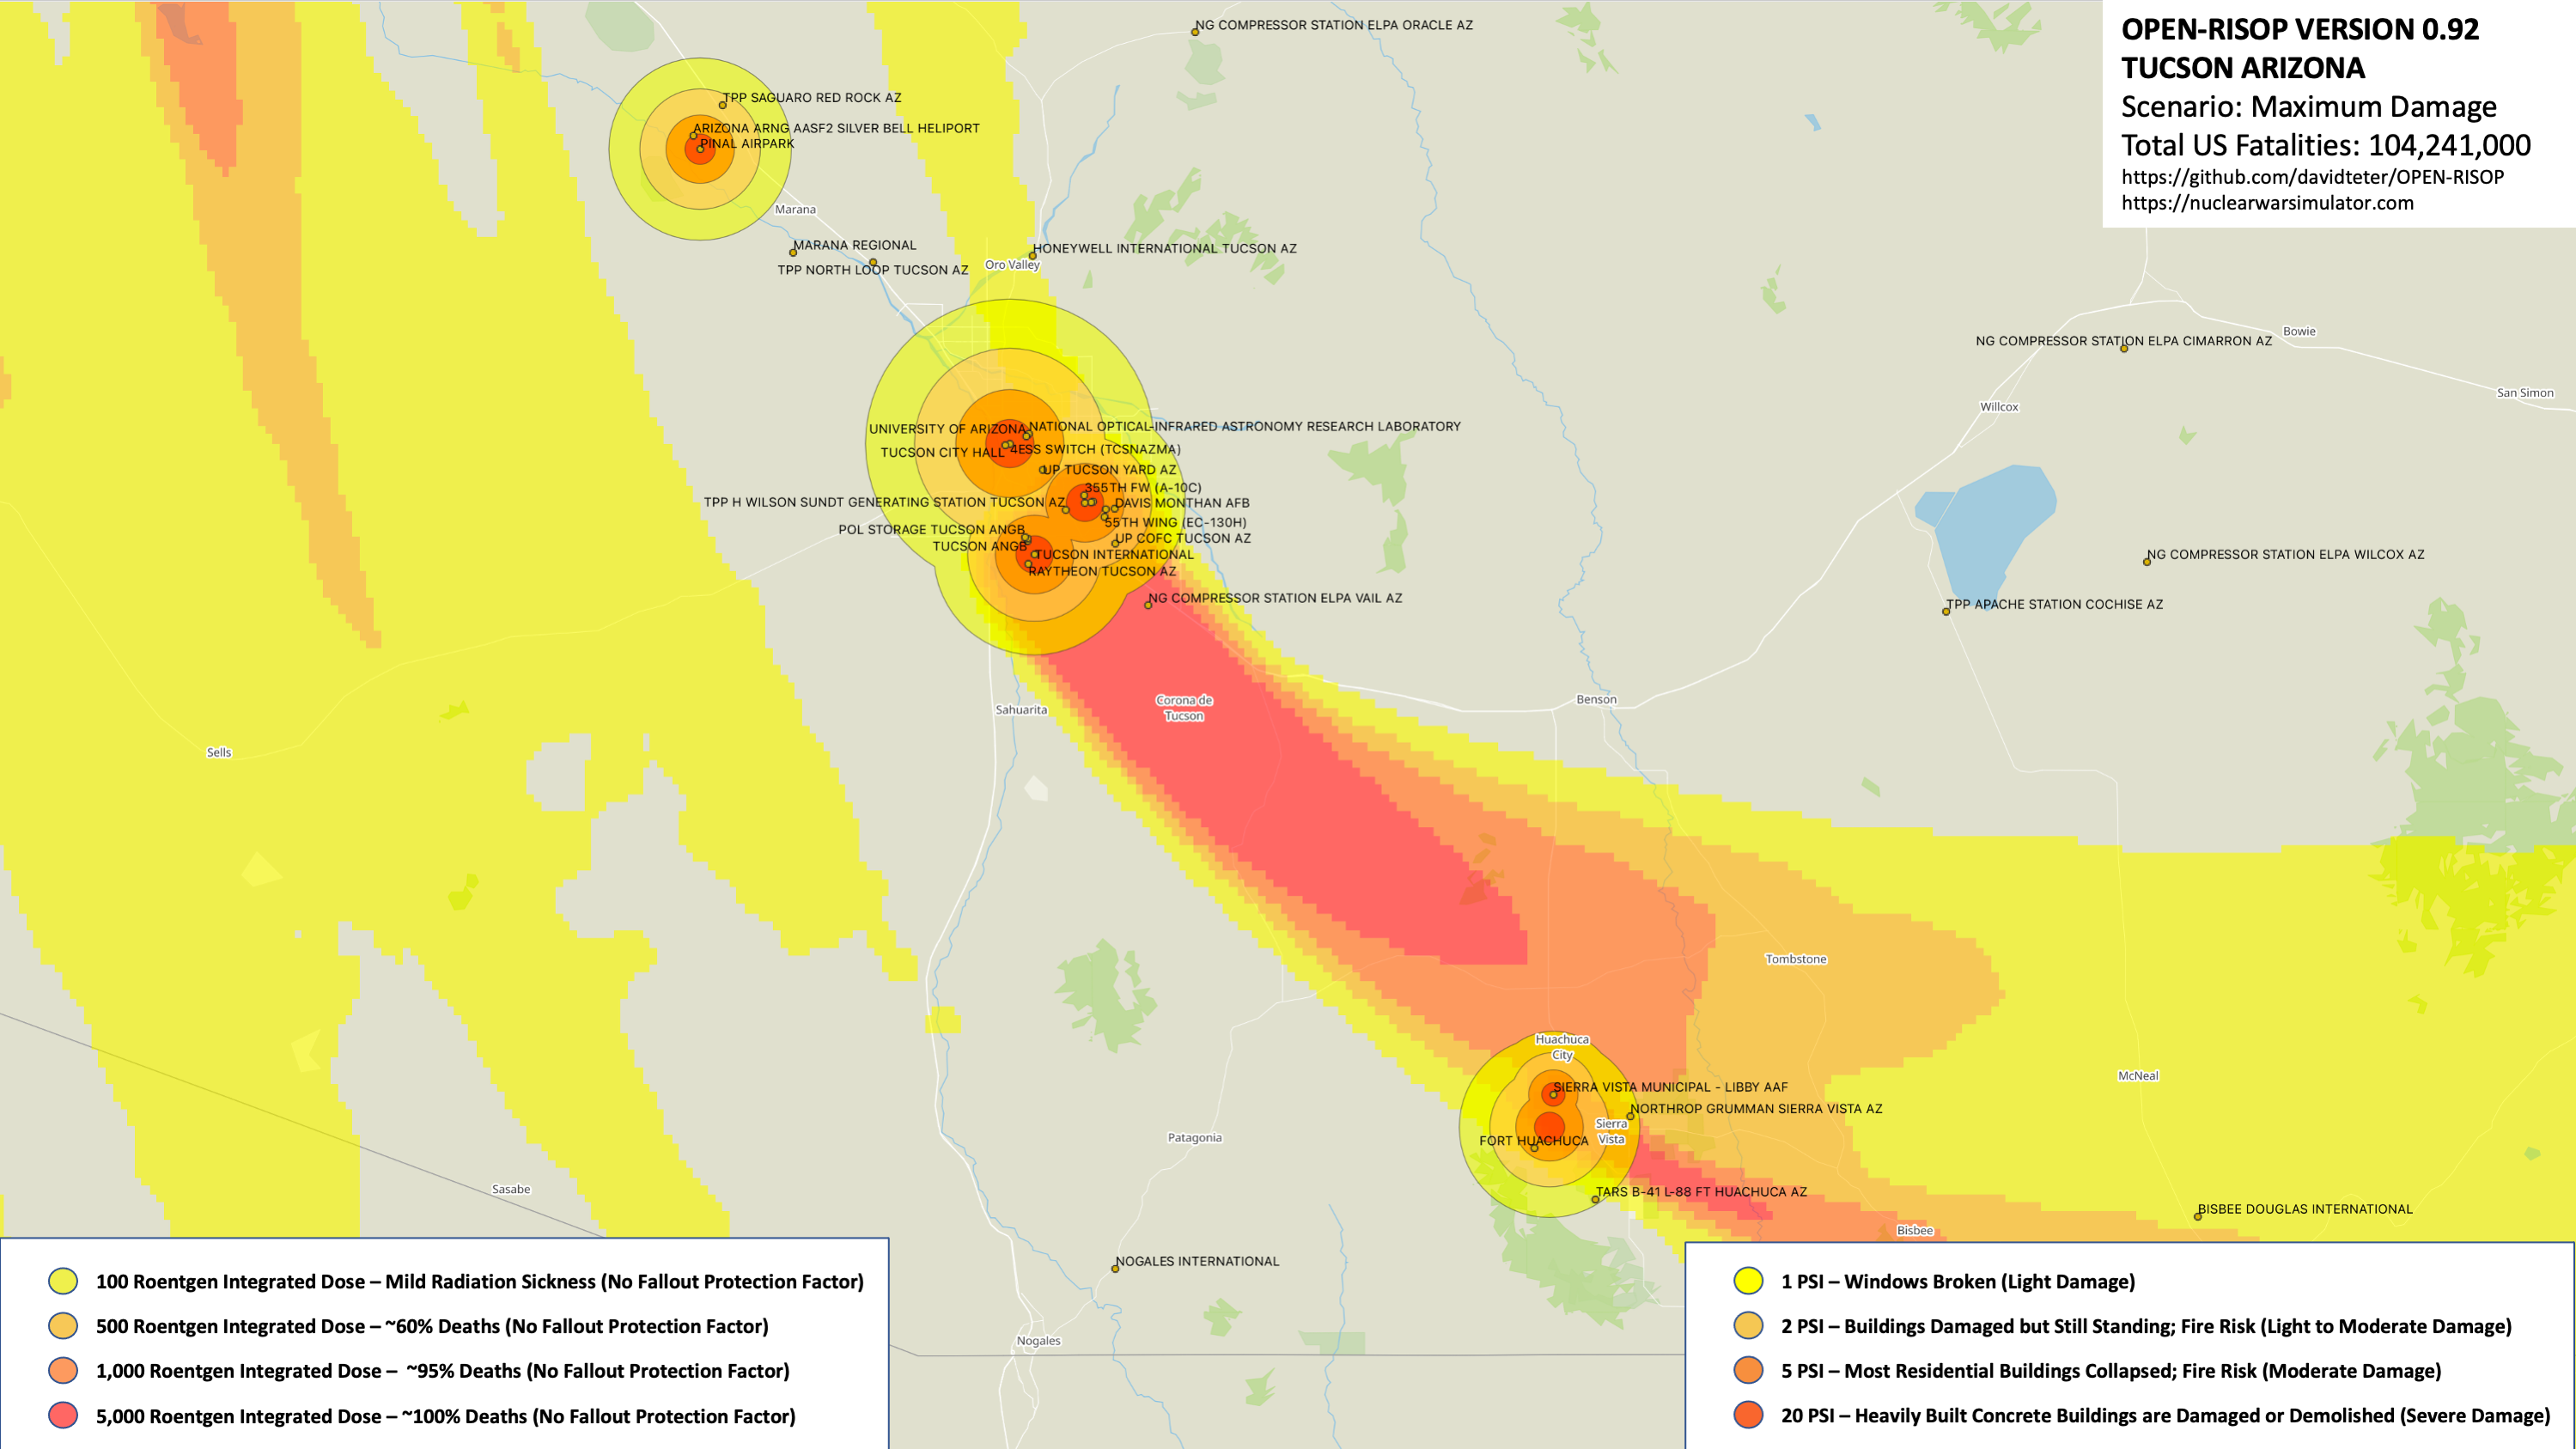 OPEN-RISOP VERSION 0.92
TUCSON ARIZONA
Scenario: Maximum Damage
Total US Fatalities: 104,241,000
https://github.com/davidteter/OPEN-RISOP
https://nuclearwarsimulator.com
NG COMPRESSOR STATION ELPA ORACLE AZ
TPP SAGUARO RED ROCK AZ
ARIZONA ARNG AASF2 SILVER BELL HELIPORT
PINAL AIRPARK
Marana
MARANA REGIONAL
TPP NORTH LOOP TUCSON AZ
HONEYWELL INTERNATIONAL TUCSON AZ
Oro Valley
Bowie
NG COMPRESSOR STATION ELPA CIMARRON AZ
San Simon
Willcox
UNIVERSITY OF ARIZONA
NATIONAL OPTICAL-INFRARED ASTRONOMY RESEARCH LABORATORY
TUCSON CITY HALL
4ESS SWITCH (TCSNAZMA)
UP TUCSON YARD AZ
355TH FW (A-10C)
TPP H WILSON SUNDT GENERATING STATION TUCSON AZ
DAVIS MONTHAN AFB
55TH WING (EC-130H)
POL STORAGE TUCSON ANGB
UP COFC TUCSON AZ
TUCSON ANGB
TUCSON INTERNATIONAL
RAYTHEON TUCSON AZ
NG COMPRESSOR STATION ELPA WILCOX AZ
NG COMPRESSOR STATION ELPA VAIL AZ
TPP APACHE STATION COCHISE AZ
Corona de
Tucson
Benson
Sahuarita
Sells
Tombstone
Huachuca
City
McNeal
SIERRA VISTA MUNICIPAL - LIBBY AAF
NORTHROP GRUMMAN SIERRA VISTA AZ
Sierra
Vista
FORT HUACHUCA
Patagonia
Sasabe
TARS B-41 L-88 FT HUACHUCA AZ
BISBEE DOUGLAS INTERNATIONAL
Bisbee
NOGALES INTERNATIONAL
Nogales
100 Roentgen Integrated Dose – Mild Radiation Sickness (No Fallout Protection Factor)
500 Roentgen Integrated Dose – ~60% Deaths (No Fallout Protection Factor)
1,000 Roentgen Integrated Dose – ~95% Deaths (No Fallout Protection Factor)
5,000 Roentgen Integrated Dose – ~100% Deaths (No Fallout Protection Factor)
1 PSI – Windows Broken (Light Damage)
2 PSI – Buildings Damaged but Still Standing; Fire Risk (Light to Moderate Damage)
5 PSI – Most Residential Buildings Collapsed; Fire Risk (Moderate Damage)
20 PSI – Heavily Built Concrete Buildings are Damaged or Demolished (Severe Damage)